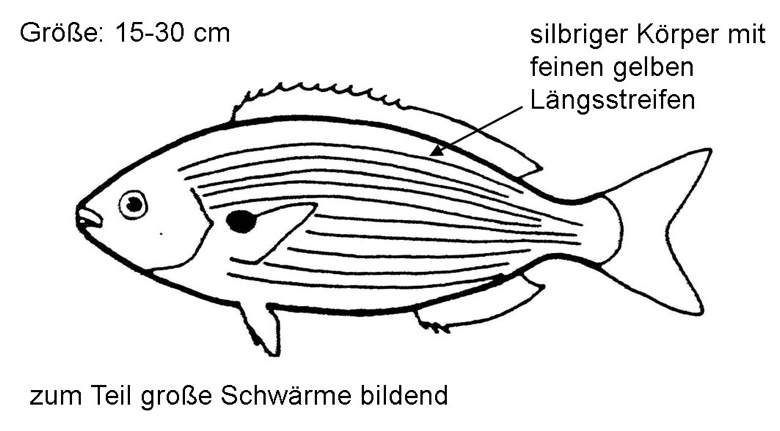 Größe: 15-30 cm
silbriger Körper mit
feinen gelben
Längsstreifen
zum Teil große Schwärme bildend